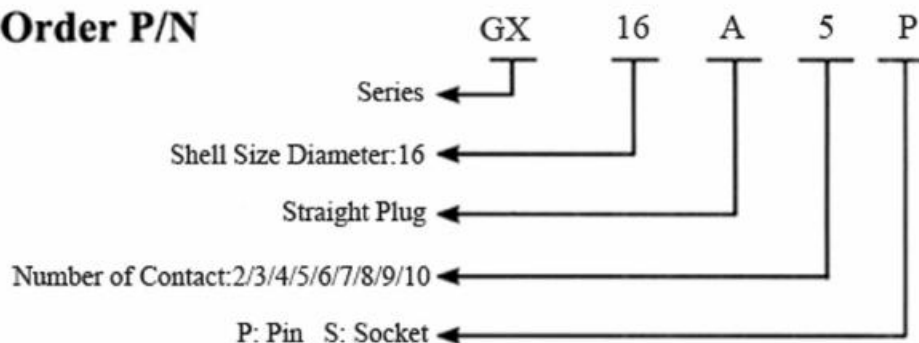 Order P/N GX 16 A 5 P
Series
Shell Size Diameter:16
Straight Plug
Number of Contact:2/3/4/5/6/7/8/9/10
P: Pin S: Socket